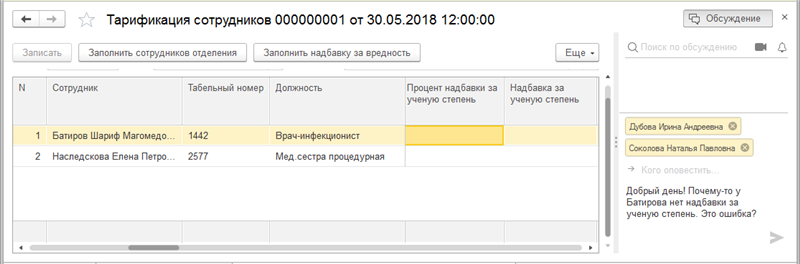 Тарификация сотрудников 000000001 от 30.05.2018 12:00:00
Обсуждение
Записать
Заполнить сотрудников отделения
Заполнить надбавку за вредность
Еще
Поиск по обсуждению
N
Сотрудник
Табельный номер
Должность
Процент надбавки за
ученую степень
Надбавка за
ученую степень
1 Батиров Шариф Магомедо... 1442 Врач-инфекционист
2 Наследскова Елена Петро... 2577 Мед.сестра процедурная
Дубова Ирина Андреевна
Соколова Наталья Павловна
Кого оповестить...
Добрый день! Почему-то у
Батирова нет надбавки за
ученую степень. Это ошибка?